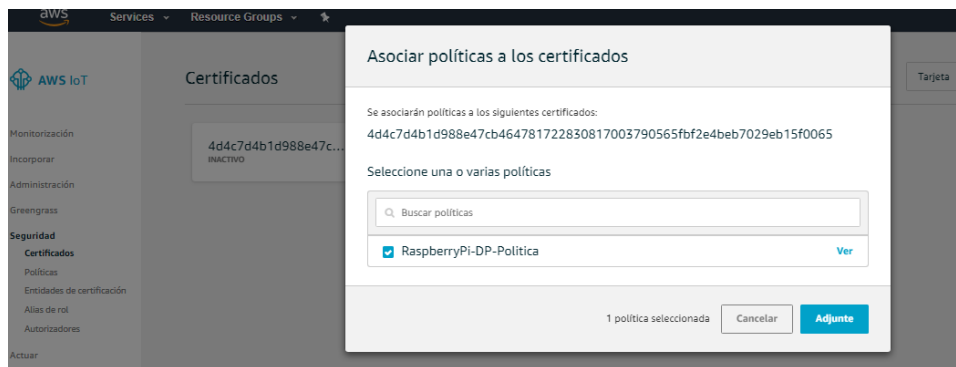 aws Services Resource Groups
AWS IoT
Monitorización
Incorporar
Administración
Greengrass
Seguridad
Certificados
Políticas
Entidades de certificación
Alias de rol
Autorizadores
Actuar
Certificados
4d4c7d4b1d988e47c...
INACTIVO
Tarjeta
Asociar políticas a los certificados
Se asociarán políticas a los siguientes certificados:
4d4c7d4b1d988e47cb464781722830817003790565fbf2e4beb7029eb15f0065
Seleccione una o varias políticas
Buscar políticas
RaspberryPi-DP-Politica Ver
1 política seleccionada Cancelar Adjunte